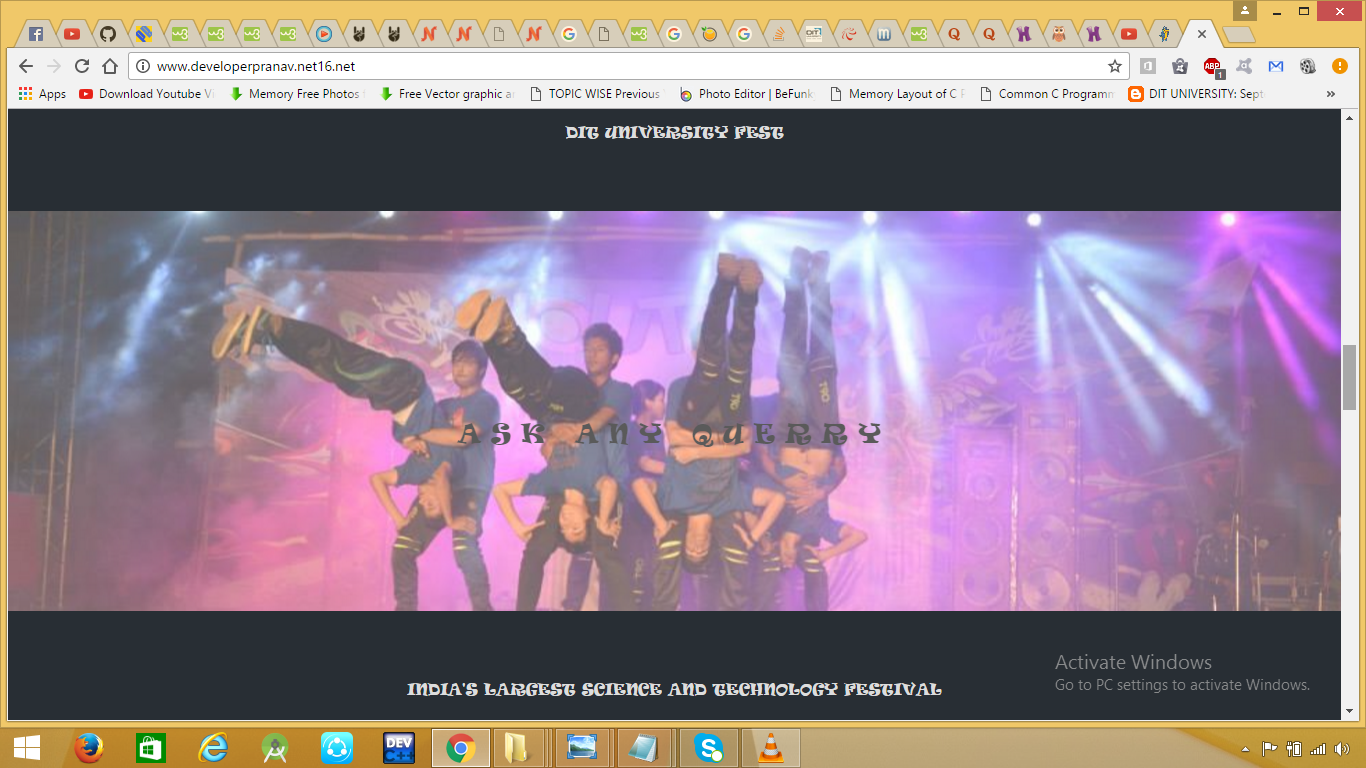 www.developerpranav.net16.net
Apps
Download Youtube Vi
Memory Free Photos
Free Vector graphic a
TOPIC WISE Previous
Photo Editor | BeFunk
Memory Layout of C P
Common C Programm
DIT UNIVERSITY: Sept
»
DIT UNIVERSITY FEST
ASK ANY QUERRY
INDIA'S LARGEST SCIENCE AND TECHNOLOGY FESTIVAL
Activate Windows
Go to PC settings to activate Windows.
DEV
C++